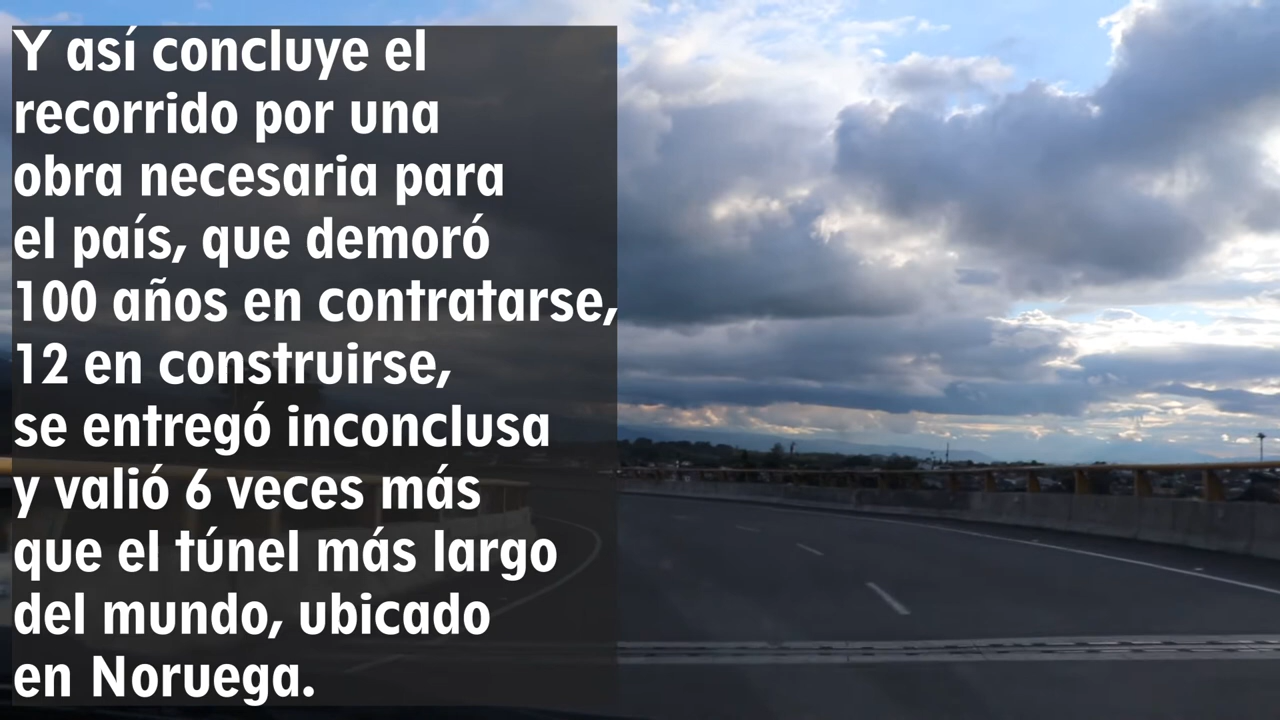 Y así concluye el
recorrido por una
obra necesaria para
el país, que demoró
100 años en contratarse,
12 en construirse,
se entregó inconclusa
y valió 6 veces más
que el túnel más largo
del mundo, ubicado
en Noruega.